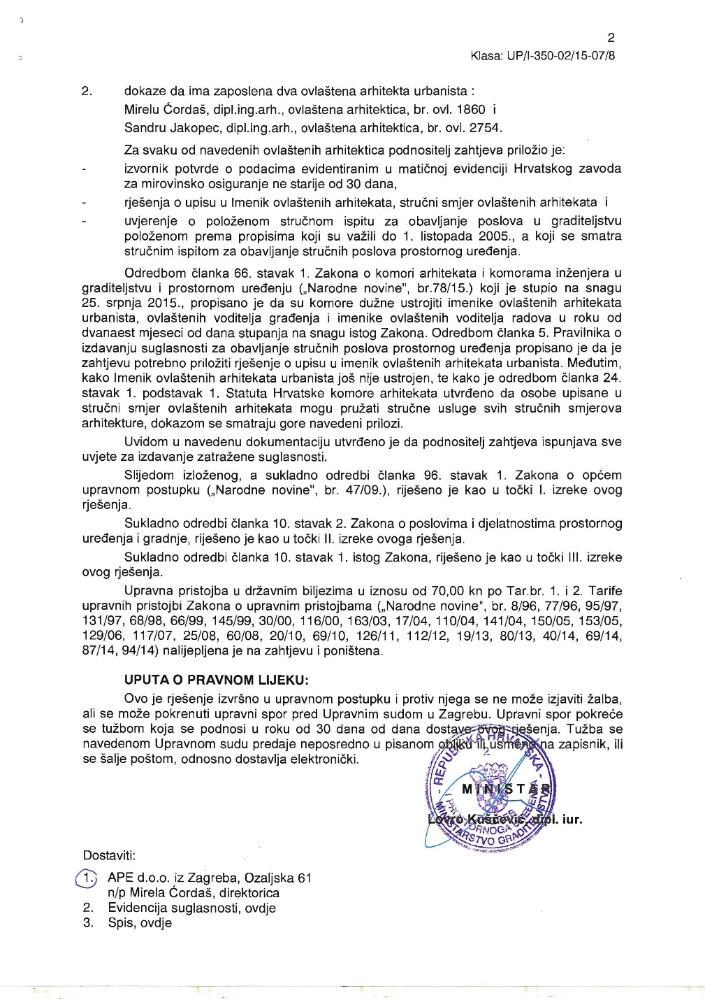 2
Klasa: UP/I-350-02/15-07/8
2. dokaze da ima zaposlena dva ovlaštena arhitekta urbanista :
Mirelu Ćordaš, dipl.ing.arh., ovlaštena arhitektica, br. ovl. 1860 i
Sandru Jakopec, dipl.ing.arh., ovlaštena arhitektica, br. ovl. 2754.
Za svaku od navedenih ovlaštenih arhitektica podnositelj zahtjeva priložio je:
- izvornik potvrde o podacima evidentiranim u matičnoj evidenciji Hrvatskog zavoda
za mirovinsko osiguranje ne starije od 30 dana,
- rješenja o upisu u Imenik ovlaštenih arhitekata, stručni smjer ovlaštenih arhitekata i
- uvjerenje o položenom stručnom ispitu za obavljanje poslova u graditeljstvu
položenom prema propisima koji su važili do 1. listopada 2005., a koji se smatra
stručnim ispitom za obavljanje stručnih poslova prostornog uređenja.
Odredbom članka 66. stavak 1. Zakona o komori arhitekata i komorama inženjera u
graditeljstvu i prostornom uređenju („Narodne novine", br.78/15.) koji je stupio na snagu
25. srpnja 2015., propisano je da su komore dužne ustrojiti imenike ovlaštenih arhitekata
urbanista, ovlaštenih voditelja građenja i imenike ovlaštenih voditelja radova u roku od
dvanaest mjeseci od dana stupanja na snagu istog Zakona. Odredbom članka 5. Pravilnika o
izdavanju suglasnosti za obavljanje stručnih poslova prostornog uređenja propisano je da je
zahtjevu potrebno priložiti rješenje o upisu u imenik ovlaštenih arhitekata urbanista. Međutim,
kako Imenik ovlaštenih arhitekata urbanista još nije ustrojen, te kako je odredbom članka 24.
stavak 1. podstavak 1. Statuta Hrvatske komore arhitekata utvrđeno da osobe upisane u
stručni smjer ovlaštenih arhitekata mogu pružati stručne usluge svih stručnih smjerova
arhitekture, dokazom se smatraju gore navedeni prilozi.
Uvidom u navedenu dokumentaciju utvrđeno je da podnositelj zahtjeva ispunjava sve
uvjete za izdavanje zatražene suglasnosti.
Slijedom izloženog, a sukladno odredbi članka 96. stavak 1. Zakona o općem
upravnom postupku („Narodne novine", br. 47/09.), riješeno je kao u točki I. izreke ovog
rješenja.
Sukladno odredbi članka 10. stavak 2. Zakona o poslovima i djelatnostima prostornog
uređenja i gradnje, riješeno je kao u točki II. izreke ovoga rješenja.
Sukladno odredbi članka 10. stavak 1. istog Zakona, riješeno je kao u točki III. izreke
ovog rješenja.
Upravna pristojba u državnim biljezima u iznosu od 70,00 kn po Tar.br. 1. i 2. Tarife
upravnih pristojbi Zakona o upravnim pristojbama („Narodne novine", br. 8/96, 77/96, 95/97,
131/97, 68/98, 66/99, 145/99, 30/00, 116/00, 163/03, 17/04, 110/04, 141/04, 150/05, 153/05,
129/06, 117/07, 25/08, 60/08, 20/10, 69/10, 126/11, 112/12, 19/13, 80/13, 40/14, 69/14,
87/14, 94/14) nalijepljena je na zahtjevu i poništena.
UPUTA O PRAVNOM LIJEKU:
Ovo je rješenje izvršno u upravnom postupku i protiv njega se ne može izjaviti žalba,
ali se može pokrenuti upravni spor pred Upravnim sudom u Zagrebu. Upravni spor pokreće
se tužbom koja se podnosi u roku od 30 dana od dana dostave ovog rješenja. Tužba se
navedenom Upravnom sudu predaje neposredno u pisanom obliku ili usmeno na zapisnik, ili
se šalje poštom, odnosno dostavlja elektronički.
REPUBLIKA HRVATSKA
2
MINISTARSTVO GRADITELJSTVA
I PROSTORNOGA UREĐENJA
MINISTAR
Lovro Kuščević, dipl. iur.
Dostaviti:
1. APE d.o.o. iz Zagreba, Ozaljska 61
n/p Mirela Ćordaš, direktorica
2. Evidencija suglasnosti, ovdje
3. Spis, ovdje